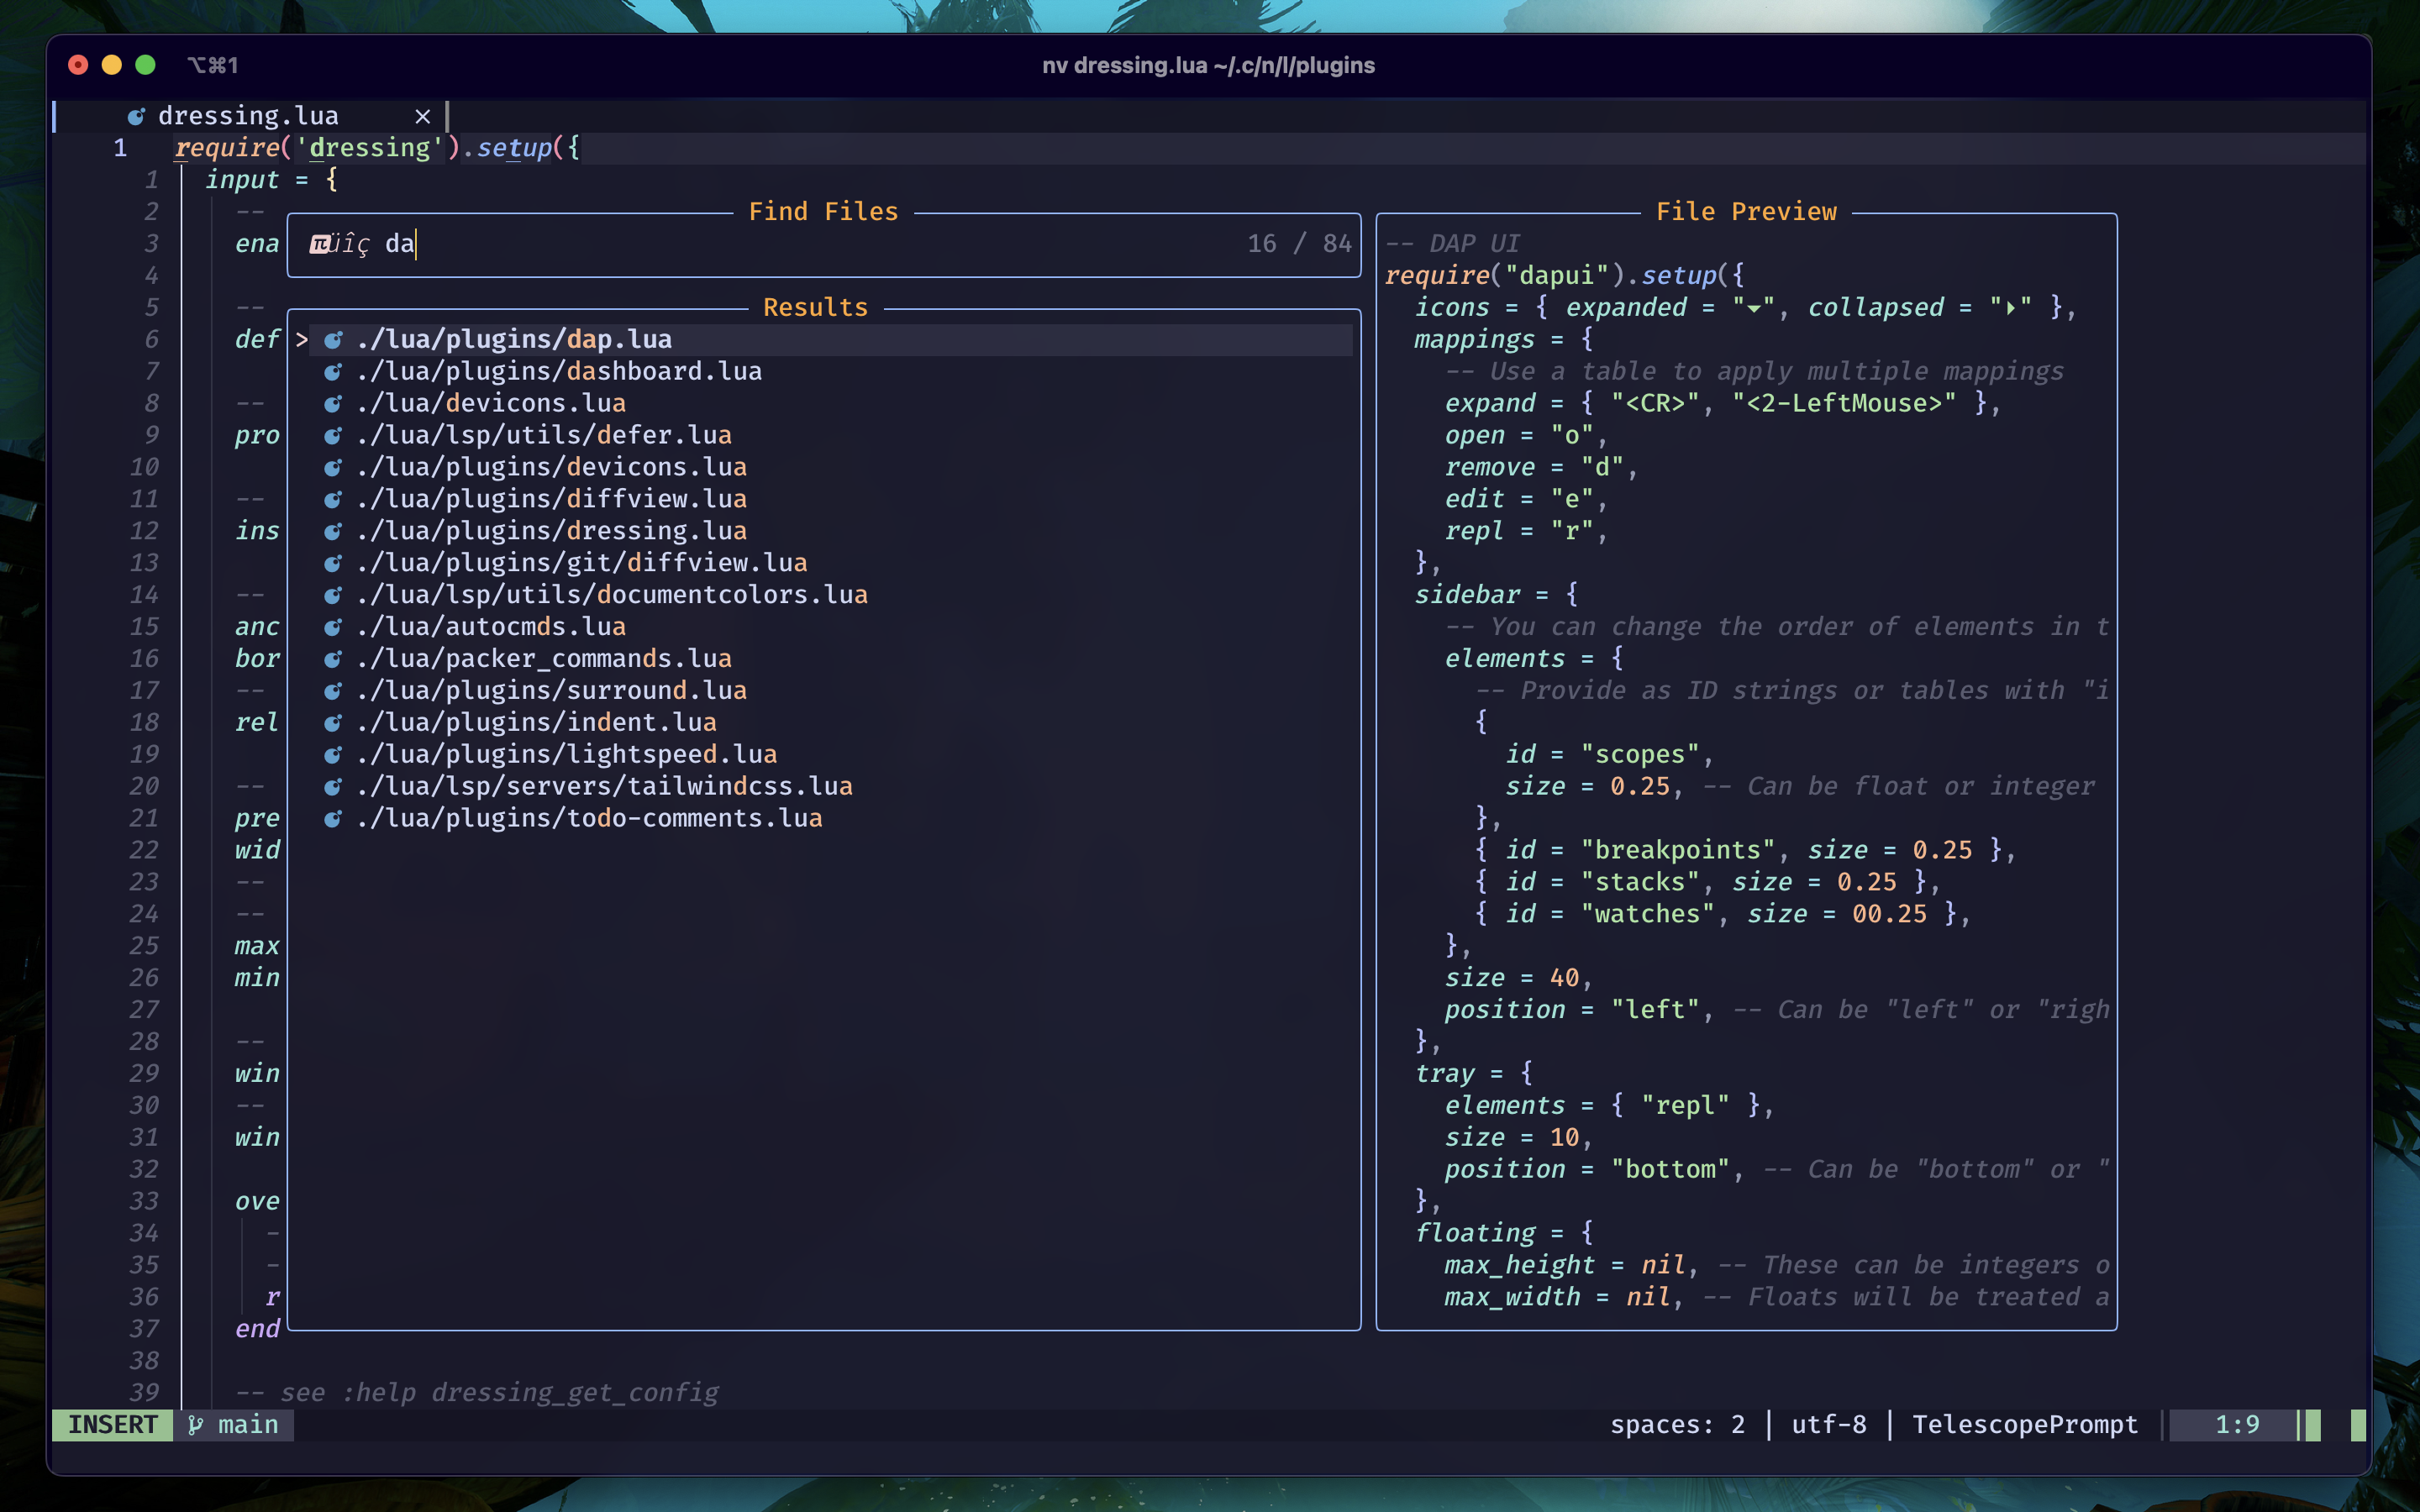 ⌥⌘1
nv dressing.lua ~/.c/n/l/plugins
dressing.lua ×
1 require('dressing').setup({
1 input = {
2 --
3 ena
4
5 --
6 def
7
8 --
9 pro
10
11 --
12 ins
13
14 --
15 anc
16 bor
17 --
18 rel
19
20 --
21 pre
22 wid
23 --
24 --
25 max
26 min
27
28 --
29 win
30 --
31 win
32
33 ove
34 -
35 -
36 r
37 end
38
39 -- see :help dressing_get_config
Find Files
πüîç da 16 / 84
Results
> ./lua/plugins/dap.lua
./lua/plugins/dashboard.lua
./lua/devicons.lua
./lua/lsp/utils/defer.lua
./lua/plugins/devicons.lua
./lua/plugins/diffview.lua
./lua/plugins/dressing.lua
./lua/plugins/git/diffview.lua
./lua/lsp/utils/documentcolors.lua
./lua/autocmds.lua
./lua/packer_commands.lua
./lua/plugins/surround.lua
./lua/plugins/indent.lua
./lua/plugins/lightspeed.lua
./lua/lsp/servers/tailwindcss.lua
./lua/plugins/todo-comments.lua
File Preview
-- DAP UI
require("dapui").setup({
icons = { expanded = "▾", collapsed = "▸" },
mappings = {
-- Use a table to apply multiple mappings
expand = { "<CR>", "<2-LeftMouse>" },
open = "o",
remove = "d",
edit = "e",
repl = "r",
},
sidebar = {
-- You can change the order of elements in t
elements = {
-- Provide as ID strings or tables with "i
{
id = "scopes",
size = 0.25, -- Can be float or integer
},
{ id = "breakpoints", size = 0.25 },
{ id = "stacks", size = 0.25 },
{ id = "watches", size = 00.25 },
},
size = 40,
position = "left", -- Can be "left" or "righ
},
tray = {
elements = { "repl" },
size = 10,
position = "bottom", -- Can be "bottom" or "
},
floating = {
max_height = nil, -- These can be integers o
max_width = nil, -- Floats will be treated a
INSERT main spaces: 2 | utf-8 | TelescopePrompt | 1:9